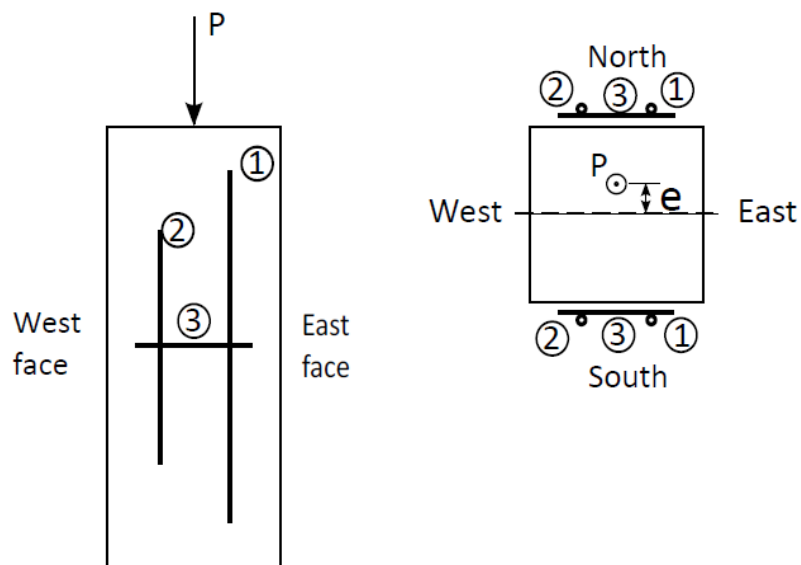 P
①
②
③
West
face
East
face
North
② ③ ①
P
e
West East
② ③ ①
South